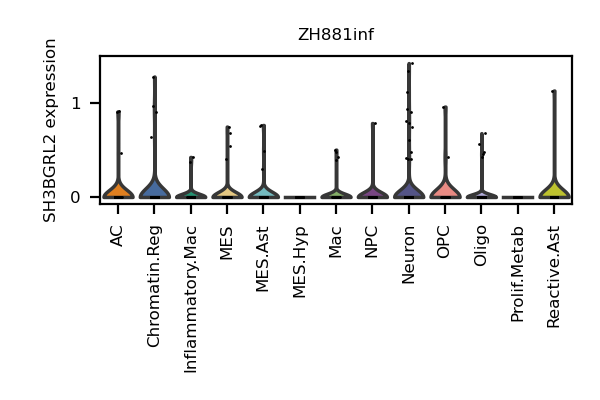 ZH881inf
SH3BGRL2 expression
1
0
AC
Chromatin.Reg
Inflammatory.Mac
MES
MES.Ast
MES.Hyp
Mac
NPC
Neuron
OPC
Oligo
Prolif.Metab
Reactive.Ast